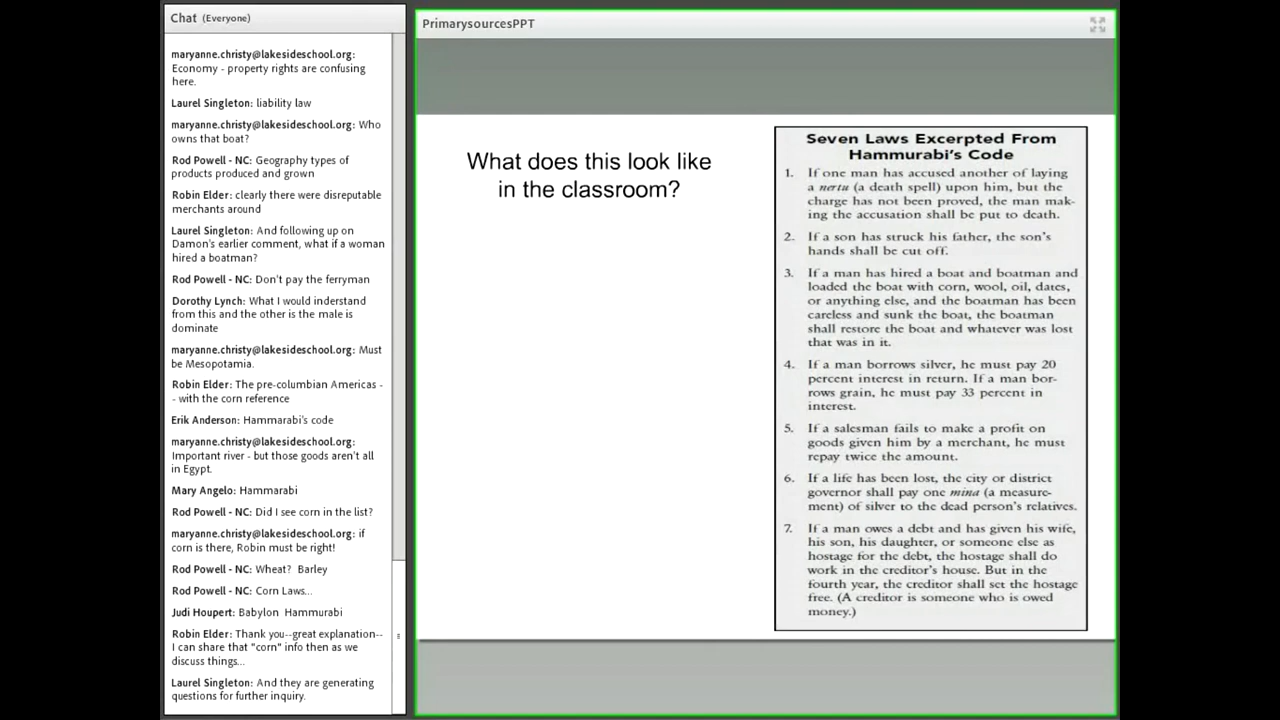 Chat (Everyone)
maryanne.christy@lakesideschool.org:
Economy - property rights are confusing
here.
Laurel Singleton: liability law
maryanne.christy@lakesideschool.org: Who
owns that boat?
Rod Powell - NC: Geography types of
products produced and grown
Robin Elder: clearly there were disreputable
merchants around
Laurel Singleton: And following up on
Damon's earlier comment, what if a woman
hired a boatman?
Rod Powell - NC: Don't pay the ferryman
Dorothy Lynch: What I would inderstand
from this and the other is the male is
dominate
maryanne.christy@lakesideschool.org: Must
be Mesopotamia.
Robin Elder: The pre-columbian Americas -
- with the corn reference
Erik Anderson: Hammarabi's code
maryanne.christy@lakesideschool.org:
Important river - but those goods aren't all
in Egypt.
Mary Angelo: Hammarabi
Rod Powell - NC: Did I see corn in the list?
maryanne.christy@lakesideschool.org: if
corn is there, Robin must be right!
Rod Powell - NC: Wheat?  Barley
Rod Powell - NC: Corn Laws...
Judi Houpert: Babylon  Hammurabi
Robin Elder: Thank you--great explanation--
I can share that "corn" info then as we
discuss things...
Laurel Singleton: And they are generating
questions for further inquiry.
PrimarysourcesPPT
What does this look like
in the classroom?
Seven Laws Excerpted From
Hammurabi's Code
1. If one man has accused another of laying
a nertu (a death spell) upon him, but the
charge has not been proved, the man mak-
ing the accusation shall be put to death.
2. If a son has struck his father, the son's
hands shall be cut off.
3. If a man has hired a boat and boatman and
loaded the boat with corn, wool, oil, dates,
or anything else, and the boatman has been
careless and sunk the boat, the boatman
shall restore the boat and whatever was lost
that was in it.
4. If a man borrows silver, he must pay 20
percent interest in return. If a man bor-
rows grain, he must pay 33 percent in
interest.
5. If a salesman fails to make a profit on
goods given him by a merchant, he must
repay twice the amount.
6. If a life has been lost, the city or district
governor shall pay one mina (a measure-
ment) of silver to the dead person's relatives.
7. If a man owes a debt and has given his wife,
his son, his daughter, or someone else as
hostage for the debt, the hostage shall do
work in the creditor's house. But in the
fourth year, the creditor shall set the hostage
free. (A creditor is someone who is owed
money.)